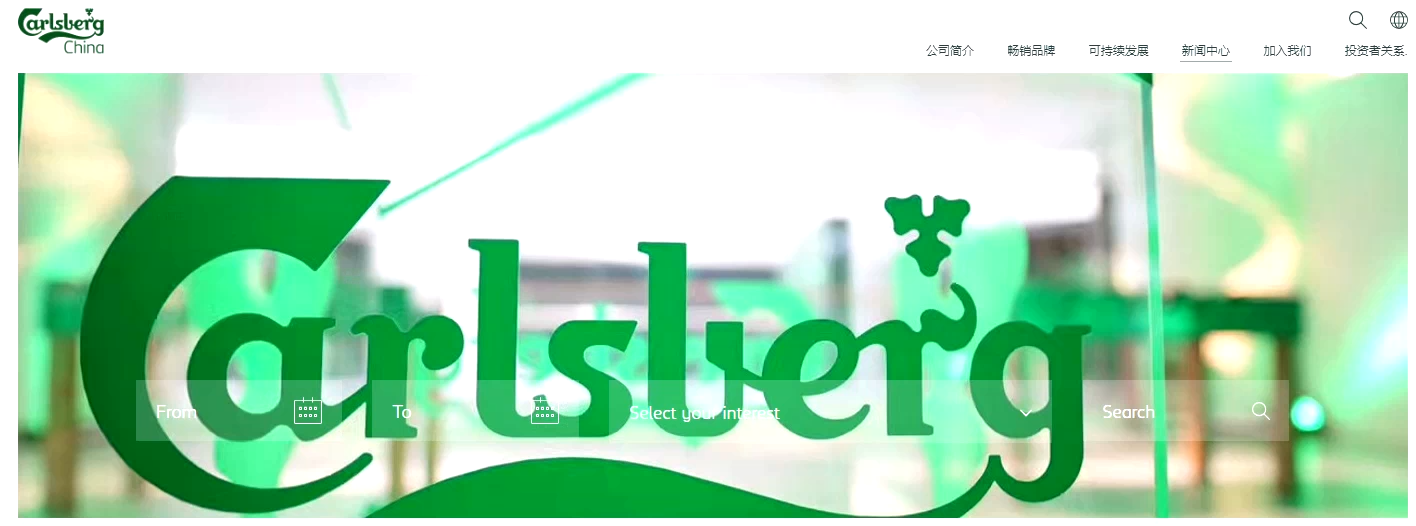 Carlsberg
China
公司简介 畅销品牌 可持续发展 新闻中心 加入我们 投资者关系
Carlsberg
From To Select your interest Search